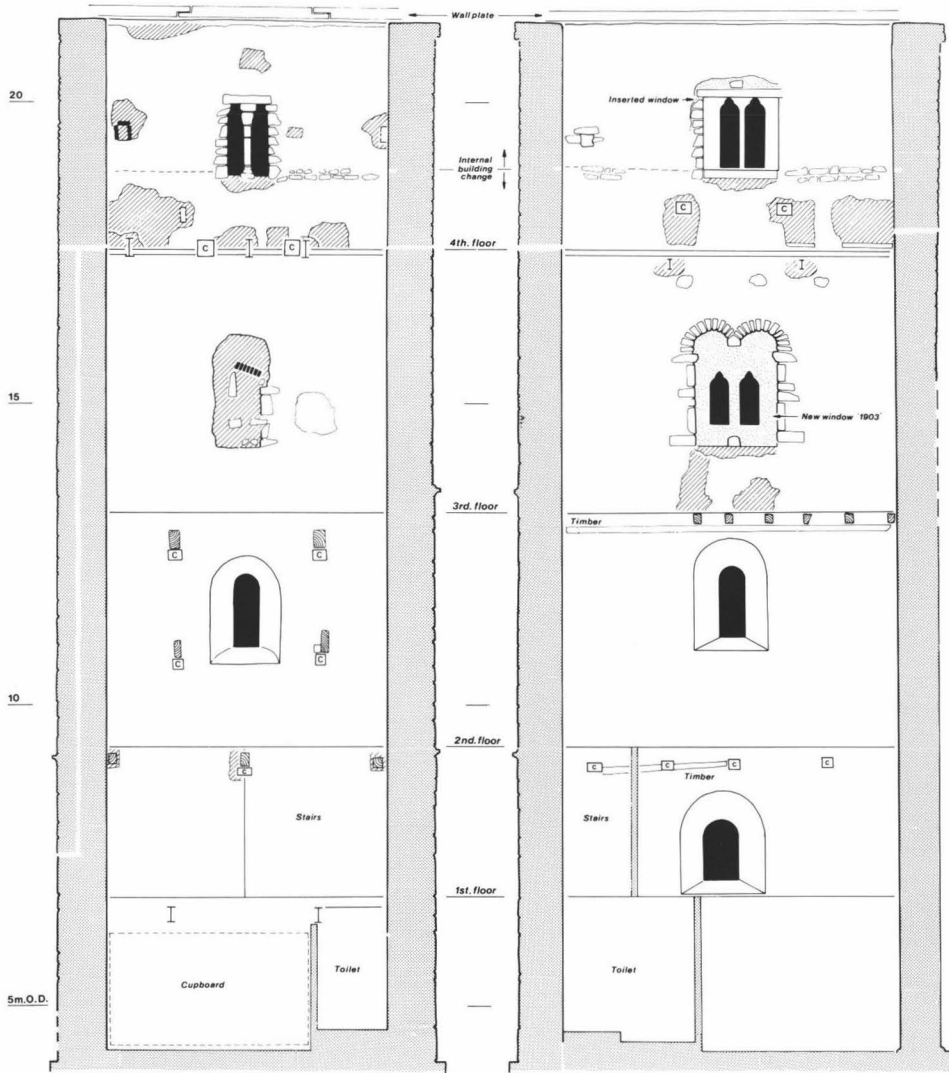 Wall plate
20
Inserted window
Internal
building
change
C
C
C
C
4th. floor
15
New window '1903'
3rd. floor
Timber
C
C
C
C
10
2nd. floor
C
C
C
C
C
Timber
Stairs
Stairs
1st. floor
Toilet
Toilet
Cupboard
5m.O.D.